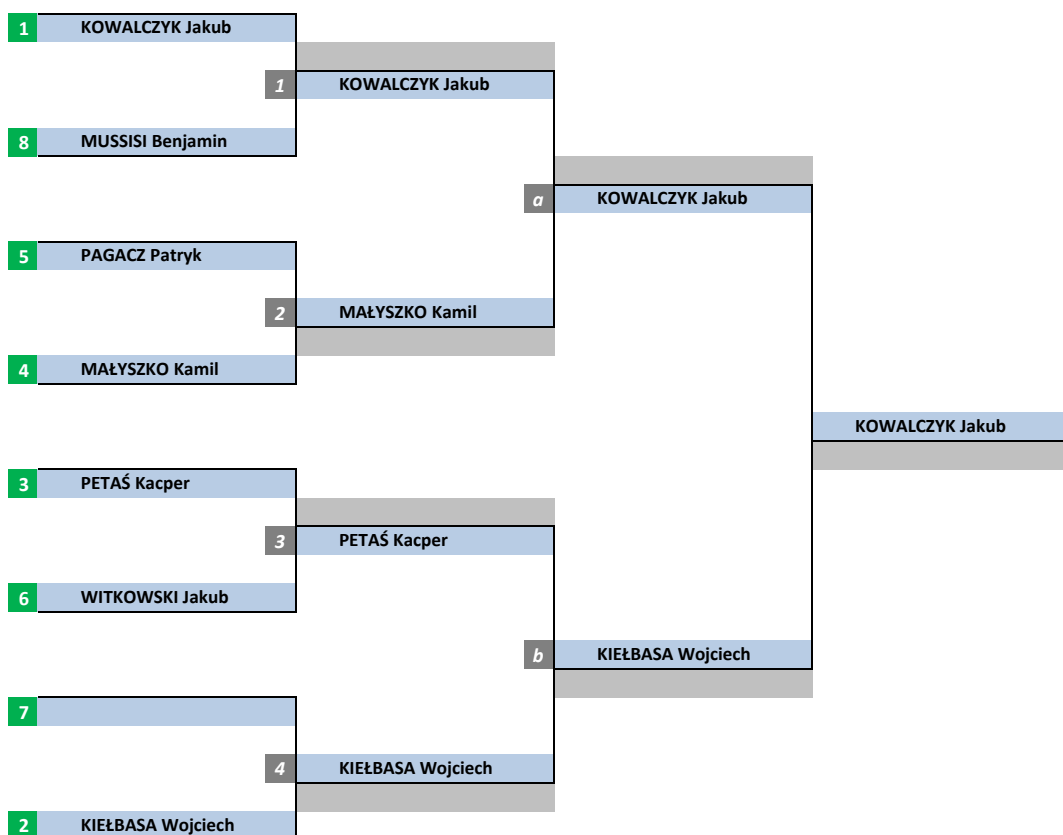 1 KOWALCZYK Jakub
1 KOWALCZYK Jakub
8 MUSSISI Benjamin
a KOWALCZYK Jakub
5 PAGACZ Patryk
2 MAŁYSZKO Kamil
4 MAŁYSZKO Kamil
KOWALCZYK Jakub
3 PETAŚ Kacper
3 PETAŚ Kacper
6 WITKOWSKI Jakub
b KIEŁBASA Wojciech
7
4 KIEŁBASA Wojciech
2 KIEŁBASA Wojciech